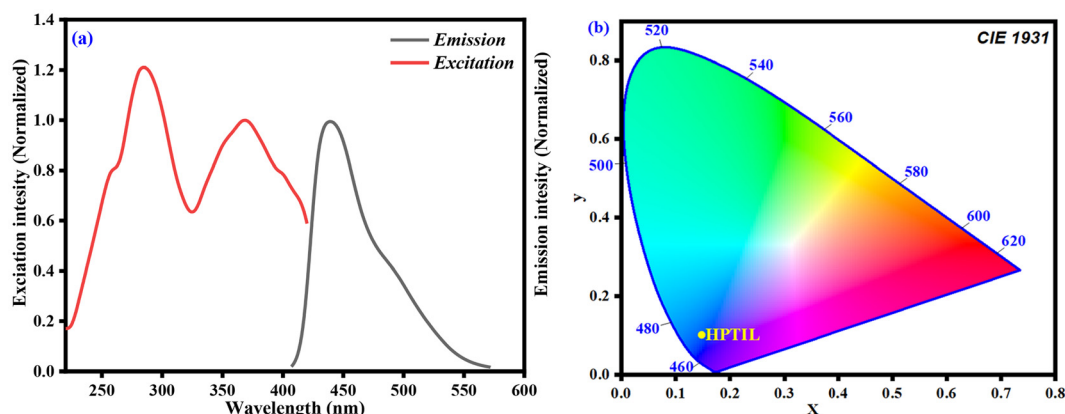 (a)
Emission
Excitation
1.4
1.2
1.0
0.8
0.6
0.4
0.2
0.0
250 300 350 400 450 500 550 600
Wavelength (nm)
Exciation intesity (Normalized)
Emission intesity (Normalized)
(b)
CIE 1931
520
540
560
500
580
600
620
480
HPTIL
460
0.8
0.6
0.4
0.2
0.0
0.0 0.1 0.2 0.3 0.4 0.5 0.6 0.7 0.8
y
X